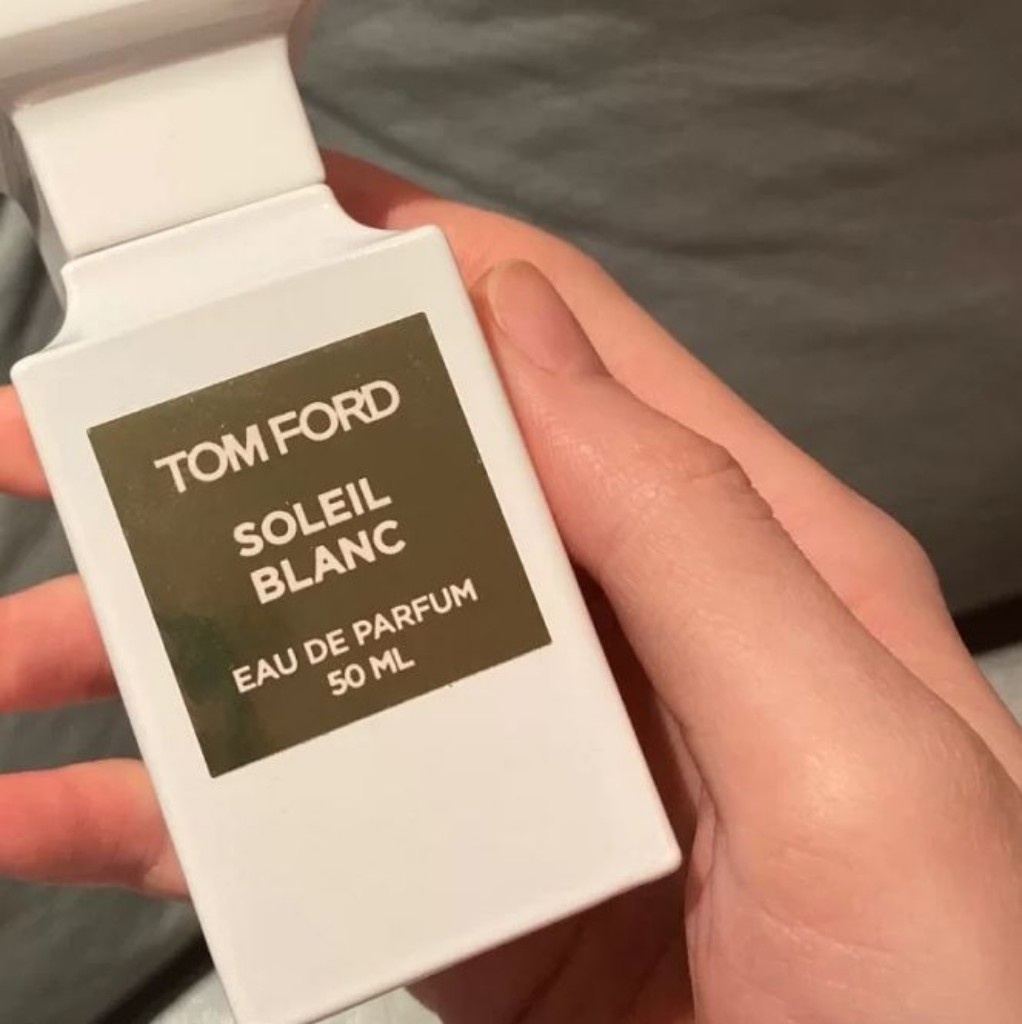 TOM FORD
SOLEIL
BLANC
EAU DE PARFUM
50 ML